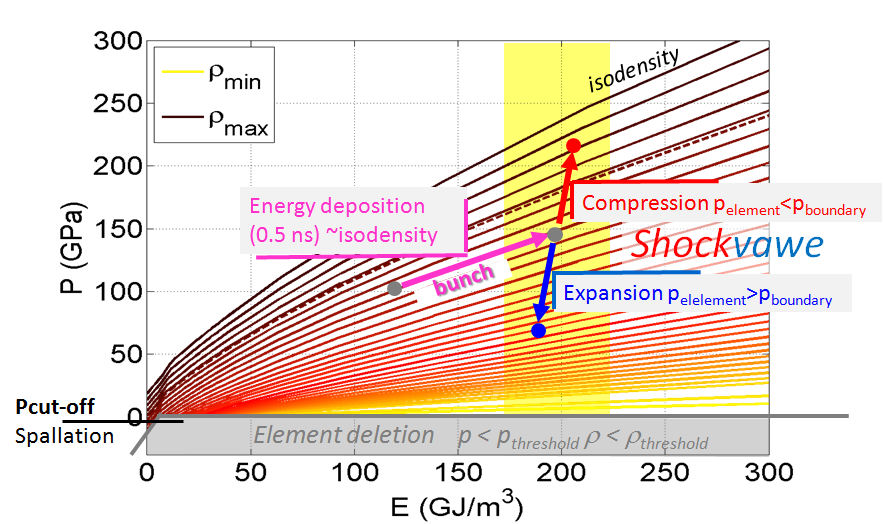 300
250
200
150
100
50
0
P (GPa)
ρmin
ρmax
isodensity
Energy deposition
(0.5 ns) ~isodensity
bunch
Compression pelement<pboundary
Shockvawe
Expansion pelelement>pboundary
Pcut-off
Spallation
Element deletion p < pthreshold ρ < ρthreshold
0 50 100 150 200 250 300
E (GJ/m³)